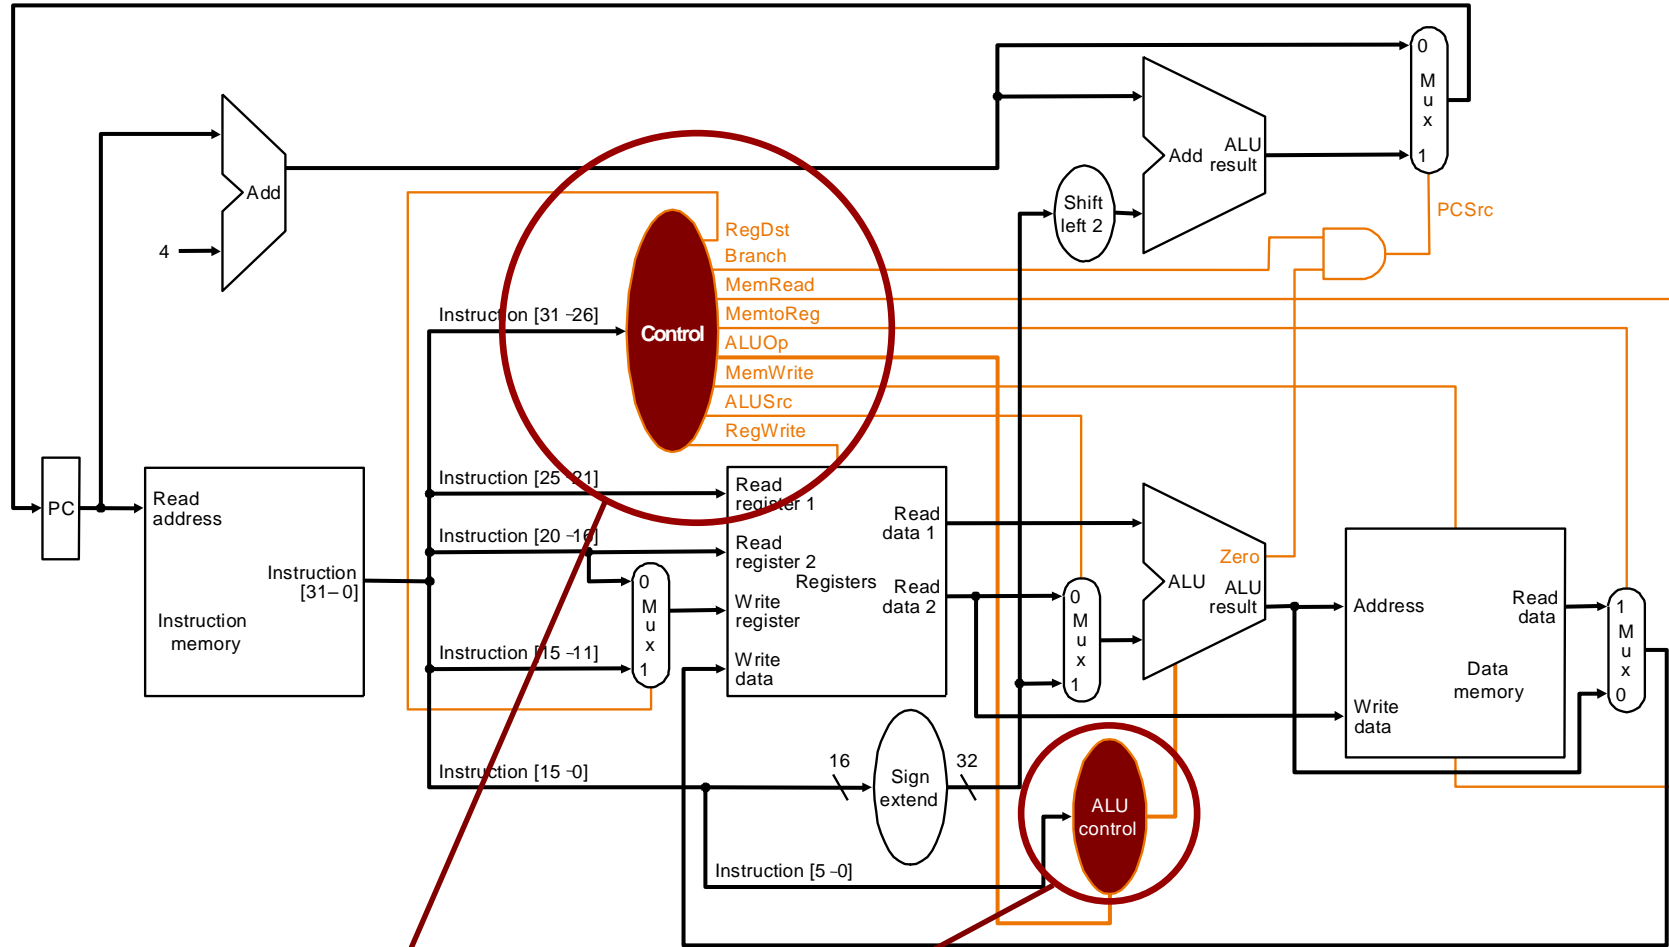 0
M
u
x
1
Add
ALU
result
Shift
left 2
PCSrc
Add
4
RegDst
Branch
MemRead
MemtoReg
ALUOp
MemWrite
ALUSrc
RegWrite
Instruction [31–26]
Control
PC
Read
address
Instruction
[31–0]
Instruction
memory
Instruction [25–21]
Instruction [20–16]
Instruction [15–11]
Instruction [15–0]
Instruction [5–0]
0
M
u
x
1
Read
register 1
Read
register 2
Write
register
Write
data
Registers
Read
data 1
Read
data 2
0
M
u
x
1
Zero
ALU
ALU
result
Address
Write
data
Read
data
Data
memory
1
M
u
x
0
16
Sign
extend
32
ALU
control